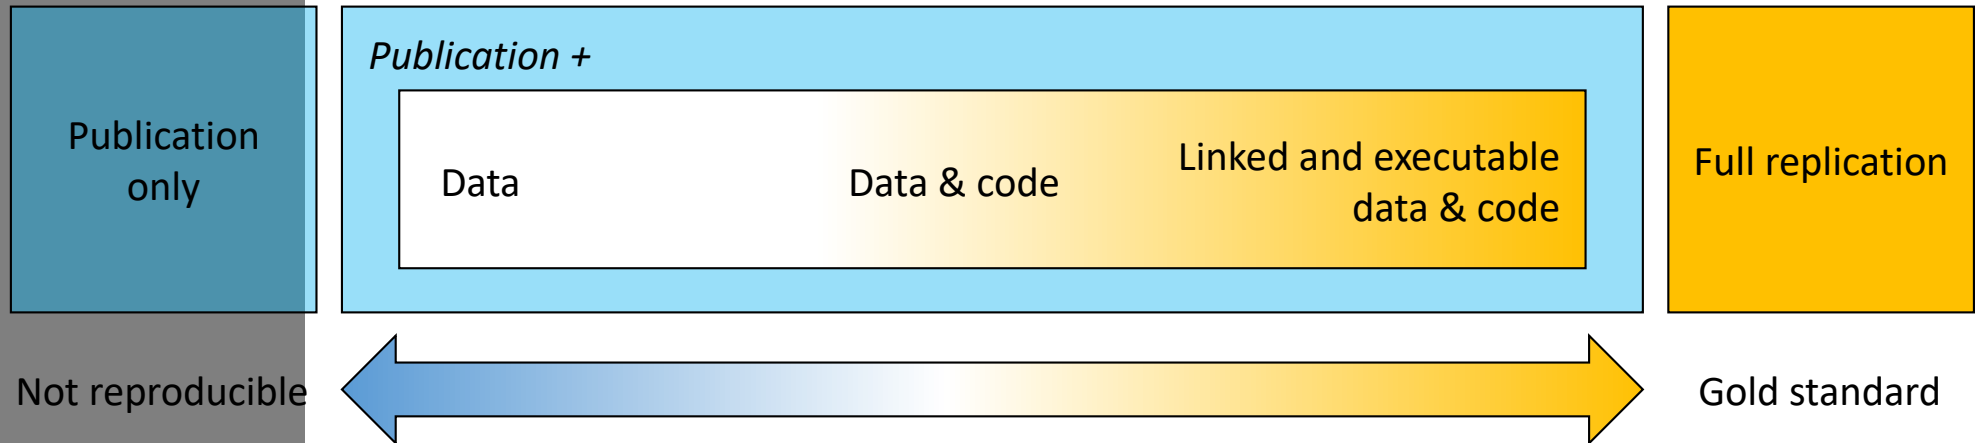 Publication +
Publication
only
Data
Data & code
Linked and executable
data & code
Full replication
Not reproducible
Gold standard